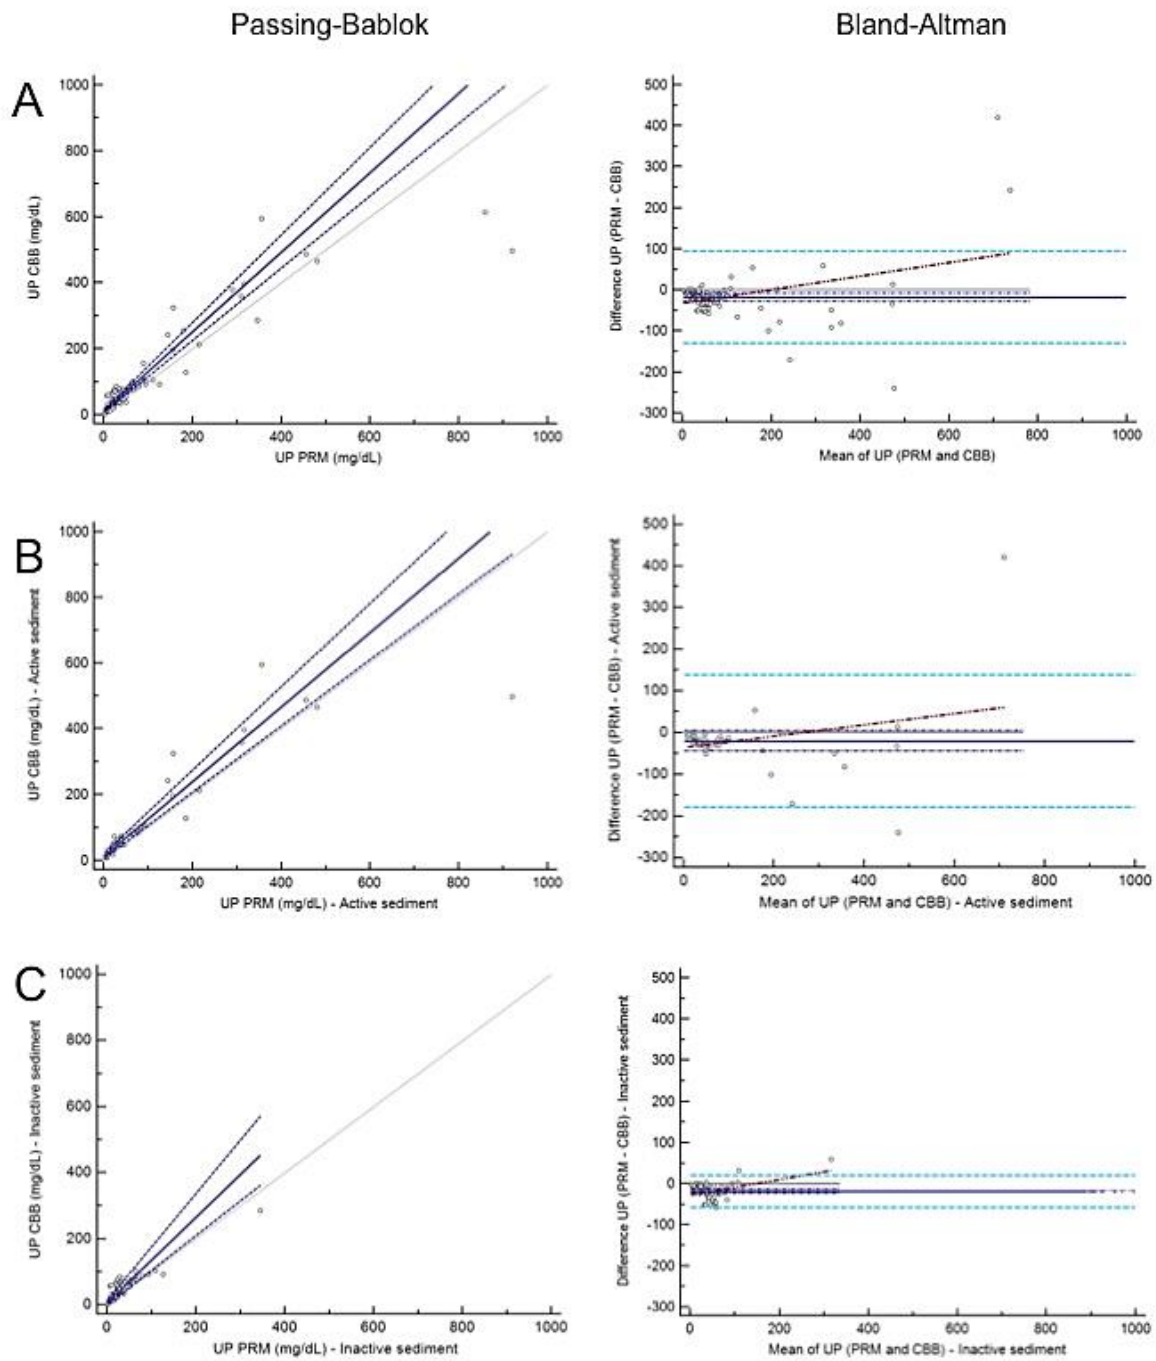 Passing-Bablok
Bland-Altman
A
1000
800
600
400
200
0
UP CBB (mg/dL)
0 200 400 600 800 1000
UP PRM (mg/dL)
500
400
300
200
100
0
-100
-200
-300
Difference UP (PRM - CBB)
0 200 400 600 800 1000
Mean of UP (PRM and CBB)
B
1000
800
600
400
200
0
UP CBB (mg/dL) - Active sediment
0 200 400 600 800 1000
UP PRM (mg/dL) - Active sediment
500
400
300
200
100
0
-100
-200
-300
Difference UP (PRM - CBB) - Active sediment
0 200 400 600 800 1000
Mean of UP (PRM and CBB) - Active sediment
C
1000
800
600
400
200
0
UP CBB (mg/dL) - Inactive sediment
0 200 400 600 800 1000
UP PRM (mg/dL) - Inactive sediment
500
400
300
200
100
0
-100
-200
-300
Difference UP (PRM - CBB) - Inactive sediment
0 200 400 600 800 1000
Mean of UP (PRM and CBB) - Inactive sediment